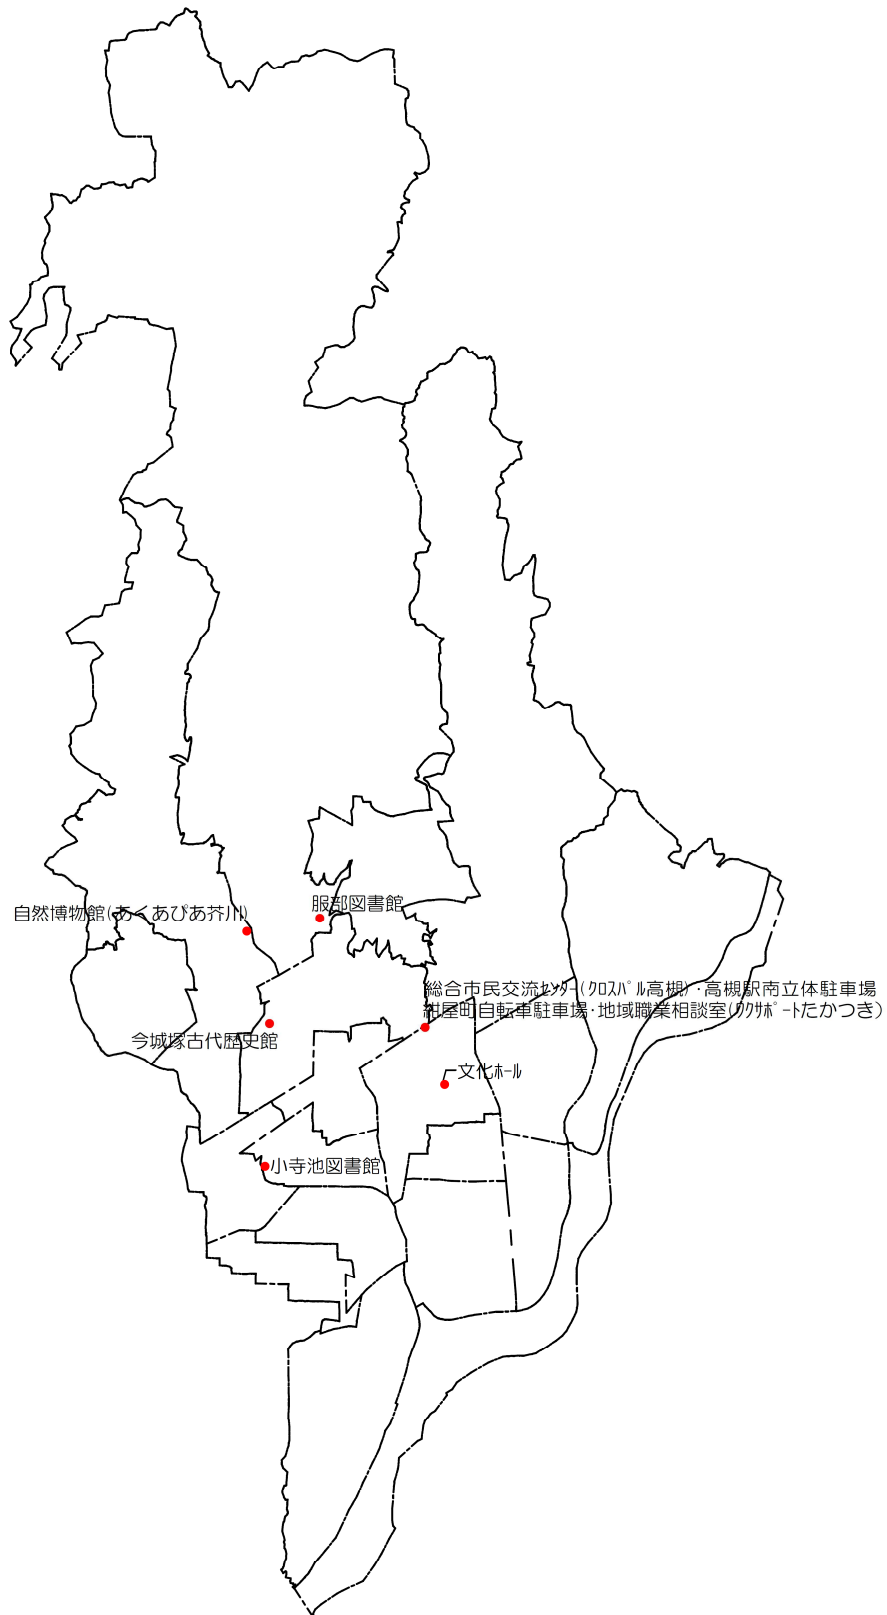 服部図書館
自然博物館(あくあぴあ芥川)
総合市民交流ｾﾝﾀｰ(ｸﾛｽﾊﾟﾙ高槻)・高槻駅南立体駐車場
紺屋町自転車駐車場・地域職業相談室(ﾜｸｻﾎﾟｰﾄたかつき)
今城塚古代歴史館
文化ﾎｰﾙ
小寺池図書館